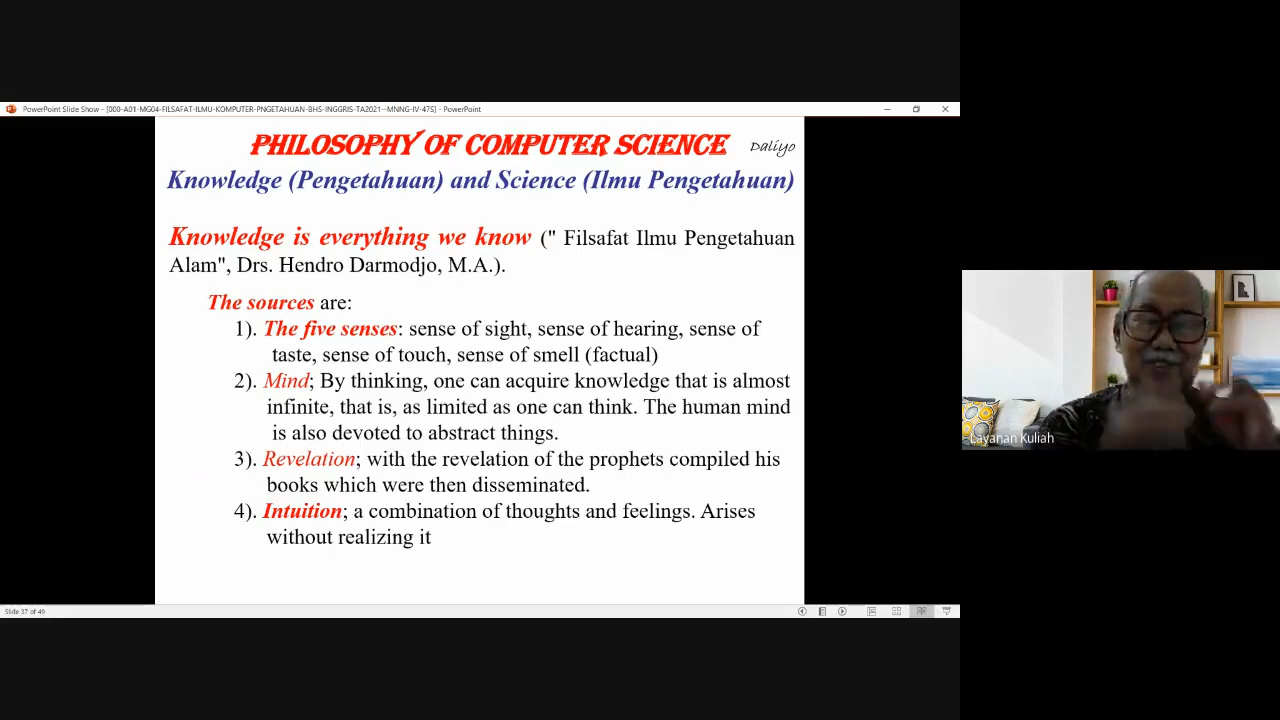 PowerPoint Slide Show - [000-A01-MG04-FILSAFAT-ILMU-KOMPUTER-PNGETAHUAN-BHS-INGGRIS-TA2021--MNNG-IV-47S] - PowerPoint
PHILOSOPHY OF COMPUTER SCIENCE Daliyo
Knowledge (Pengetahuan) and Science (Ilmu Pengetahuan)
Knowledge is everything we know (" Filsafat Ilmu Pengetahuan
Alam", Drs. Hendro Darmodjo, M.A.).
The sources are:
1). The five senses: sense of sight, sense of hearing, sense of
taste, sense of touch, sense of smell (factual)
2). Mind; By thinking, one can acquire knowledge that is almost
infinite, that is, as limited as one can think. The human mind
is also devoted to abstract things.
3). Revelation; with the revelation of the prophets compiled his
books which were then disseminated.
4). Intuition; a combination of thoughts and feelings. Arises
without realizing it
Layanan Kuliah
Slide 37 of 49